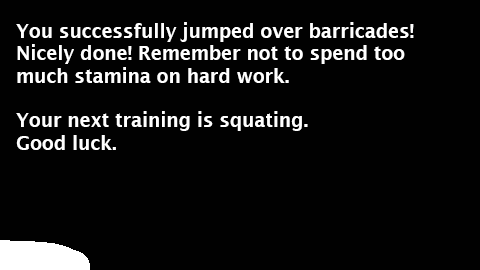 You successfully jumped over barricades!
Nicely done! Remember not to spend too
much stamina on hard work.
Your next training is squating.
Good luck.